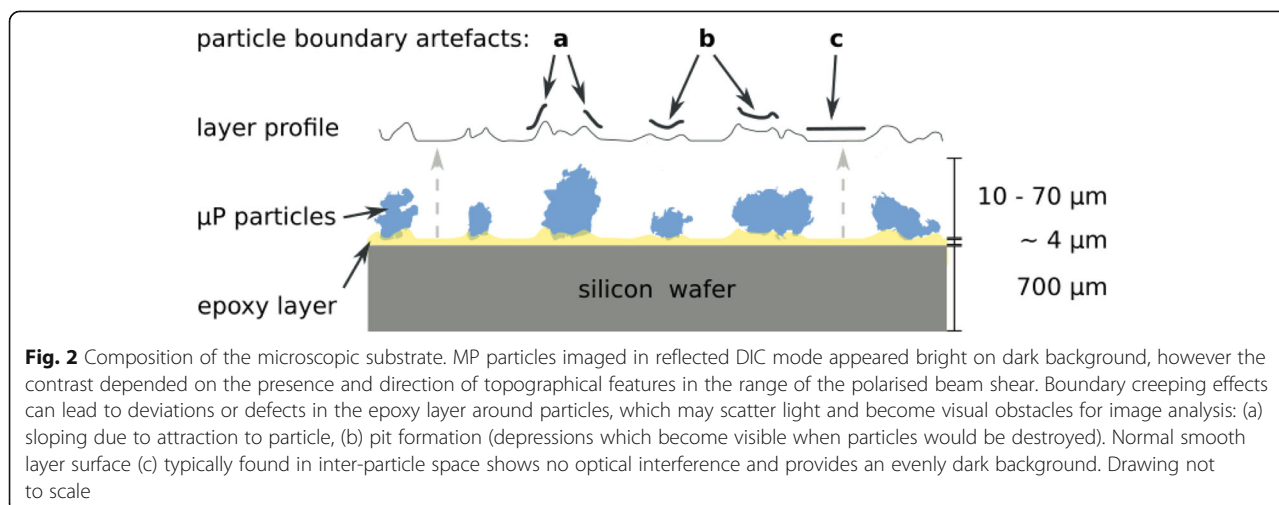 particle boundary artefacts: a b c
layer profile
10 - 70 µm
µP particles
~ 4 µm
700 µm
silicon wafer
epoxy layer
Fig. 2 Composition of the microscopic substrate. MP particles imaged in reflected DIC mode appeared bright on dark background, however the
contrast depended on the presence and direction of topographical features in the range of the polarised beam shear. Boundary creeping effects
can lead to deviations or defects in the epoxy layer around particles, which may scatter light and become visual obstacles for image analysis: (a)
sloping due to attraction to particle, (b) pit formation (depressions which become visible when particles would be destroyed). Normal smooth
layer surface (c) typically found in inter-particle space shows no optical interference and provides an evenly dark background. Drawing not
to scale